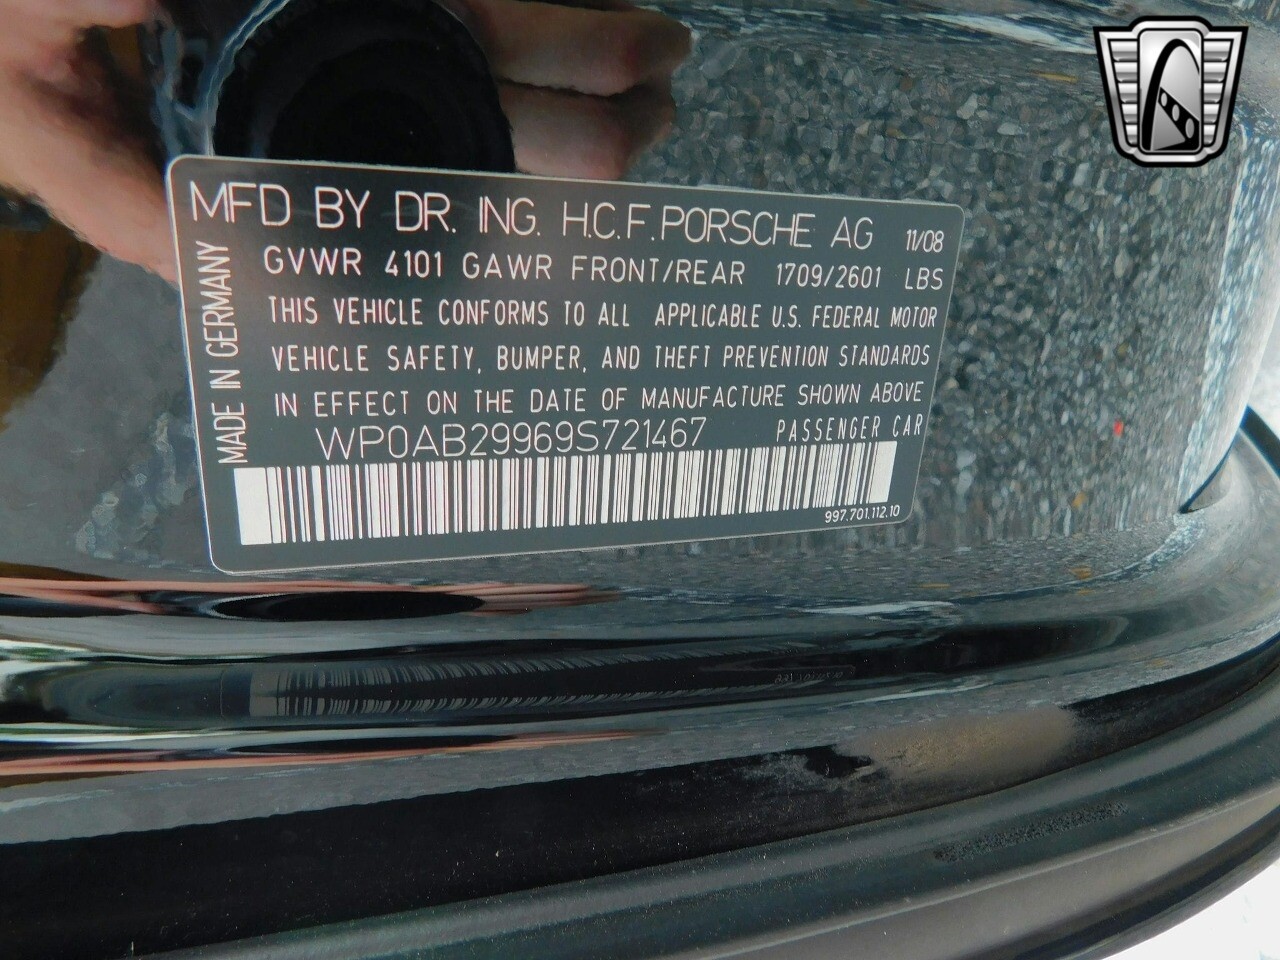 MFD BY DR. ING. H.C.F. PORSCHE AG 11/08
GVWR 4101 GAWR FRONT/REAR 1709/2601 LBS
THIS VEHICLE CONFORMS TO ALL APPLICABLE U.S. FEDERAL MOTOR
VEHICLE SAFETY, BUMPER, AND THEFT PREVENTION STANDARDS
IN EFFECT ON THE DATE OF MANUFACTURE SHOWN ABOVE
WP0AB29969S721467 PASSENGER CAR
997.701.112.10
MADE IN GERMANY